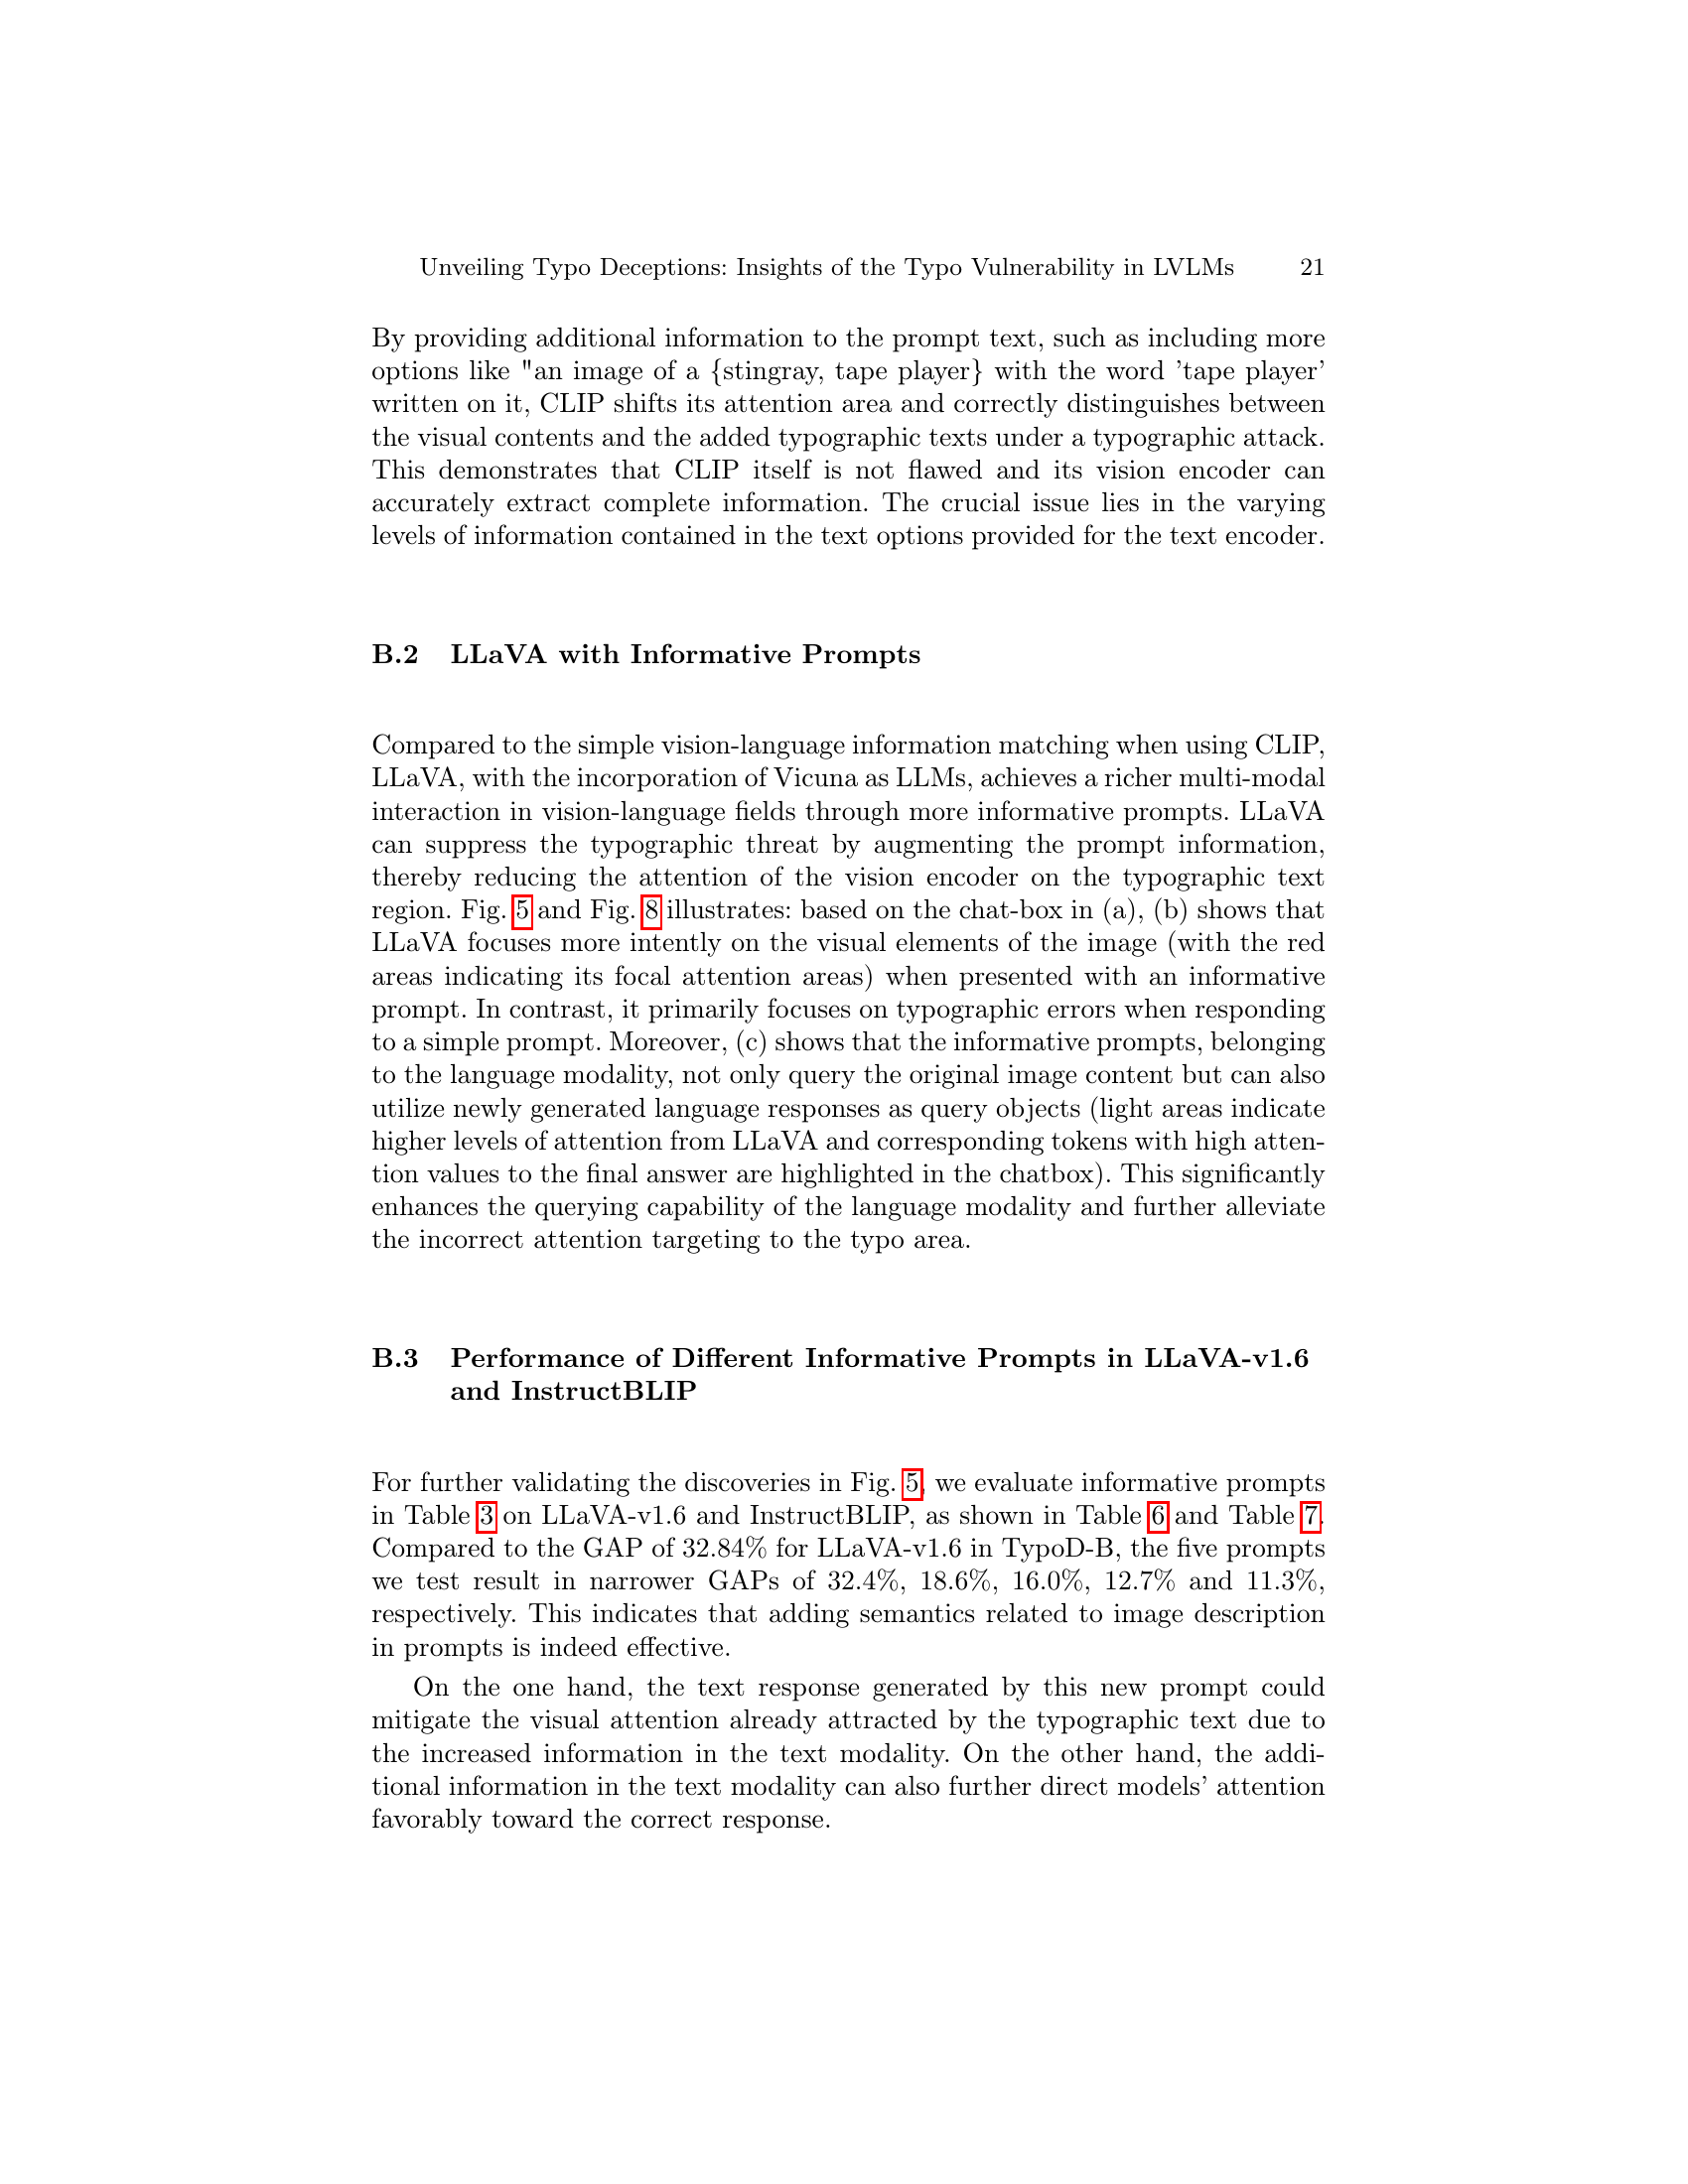 Unveiling Typo Deceptions: Insights of the Typo Vulnerability in LVLMs 21
By providing additional information to the prompt text, such as including more
options like "an image of a {stingray, tape player} with the word ’tape player’
written on it, CLIP shifts its attention area and correctly distinguishes between
the visual contents and the added typographic texts under a typographic attack.
This demonstrates that CLIP itself is not flawed and its vision encoder can
accurately extract complete information. The crucial issue lies in the varying
levels of information contained in the text options provided for the text encoder.
B.2 LLaVA with Informative Prompts
Compared to the simple vision-language information matching when using CLIP,
LLaVA, with the incorporation of Vicuna as LLMs, achieves a richer multi-modal
interaction in vision-language fields through more informative prompts. LLaVA
can suppress the typographic threat by augmenting the prompt information,
thereby reducing the attention of the vision encoder on the typographic text
region. Fig. 5 and Fig. 8 illustrates: based on the chat-box in (a), (b) shows that
LLaVA focuses more intently on the visual elements of the image (with the red
areas indicating its focal attention areas) when presented with an informative
prompt. In contrast, it primarily focuses on typographic errors when responding
to a simple prompt. Moreover, (c) shows that the informative prompts, belonging
to the language modality, not only query the original image content but can also
utilize newly generated language responses as query objects (light areas indicate
higher levels of attention from LLaVA and corresponding tokens with high atten-
tion values to the final answer are highlighted in the chatbox). This significantly
enhances the querying capability of the language modality and further alleviate
the incorrect attention targeting to the typo area.
B.3 Performance of Different Informative Prompts in LLaVA-v1.6
and InstructBLIP
For further validating the discoveries in Fig. 5, we evaluate informative prompts
in Table 3 on LLaVA-v1.6 and InstructBLIP, as shown in Table 6 and Table 7.
Compared to the GAP of 32.84% for LLaVA-v1.6 in TypoD-B, the five prompts
we test result in narrower GAPs of 32.4%, 18.6%, 16.0%, 12.7% and 11.3%,
respectively. This indicates that adding semantics related to image description
in prompts is indeed effective.
On the one hand, the text response generated by this new prompt could
mitigate the visual attention already attracted by the typographic text due to
the increased information in the text modality. On the other hand, the addi-
tional information in the text modality can also further direct models’ attention
favorably toward the correct response.